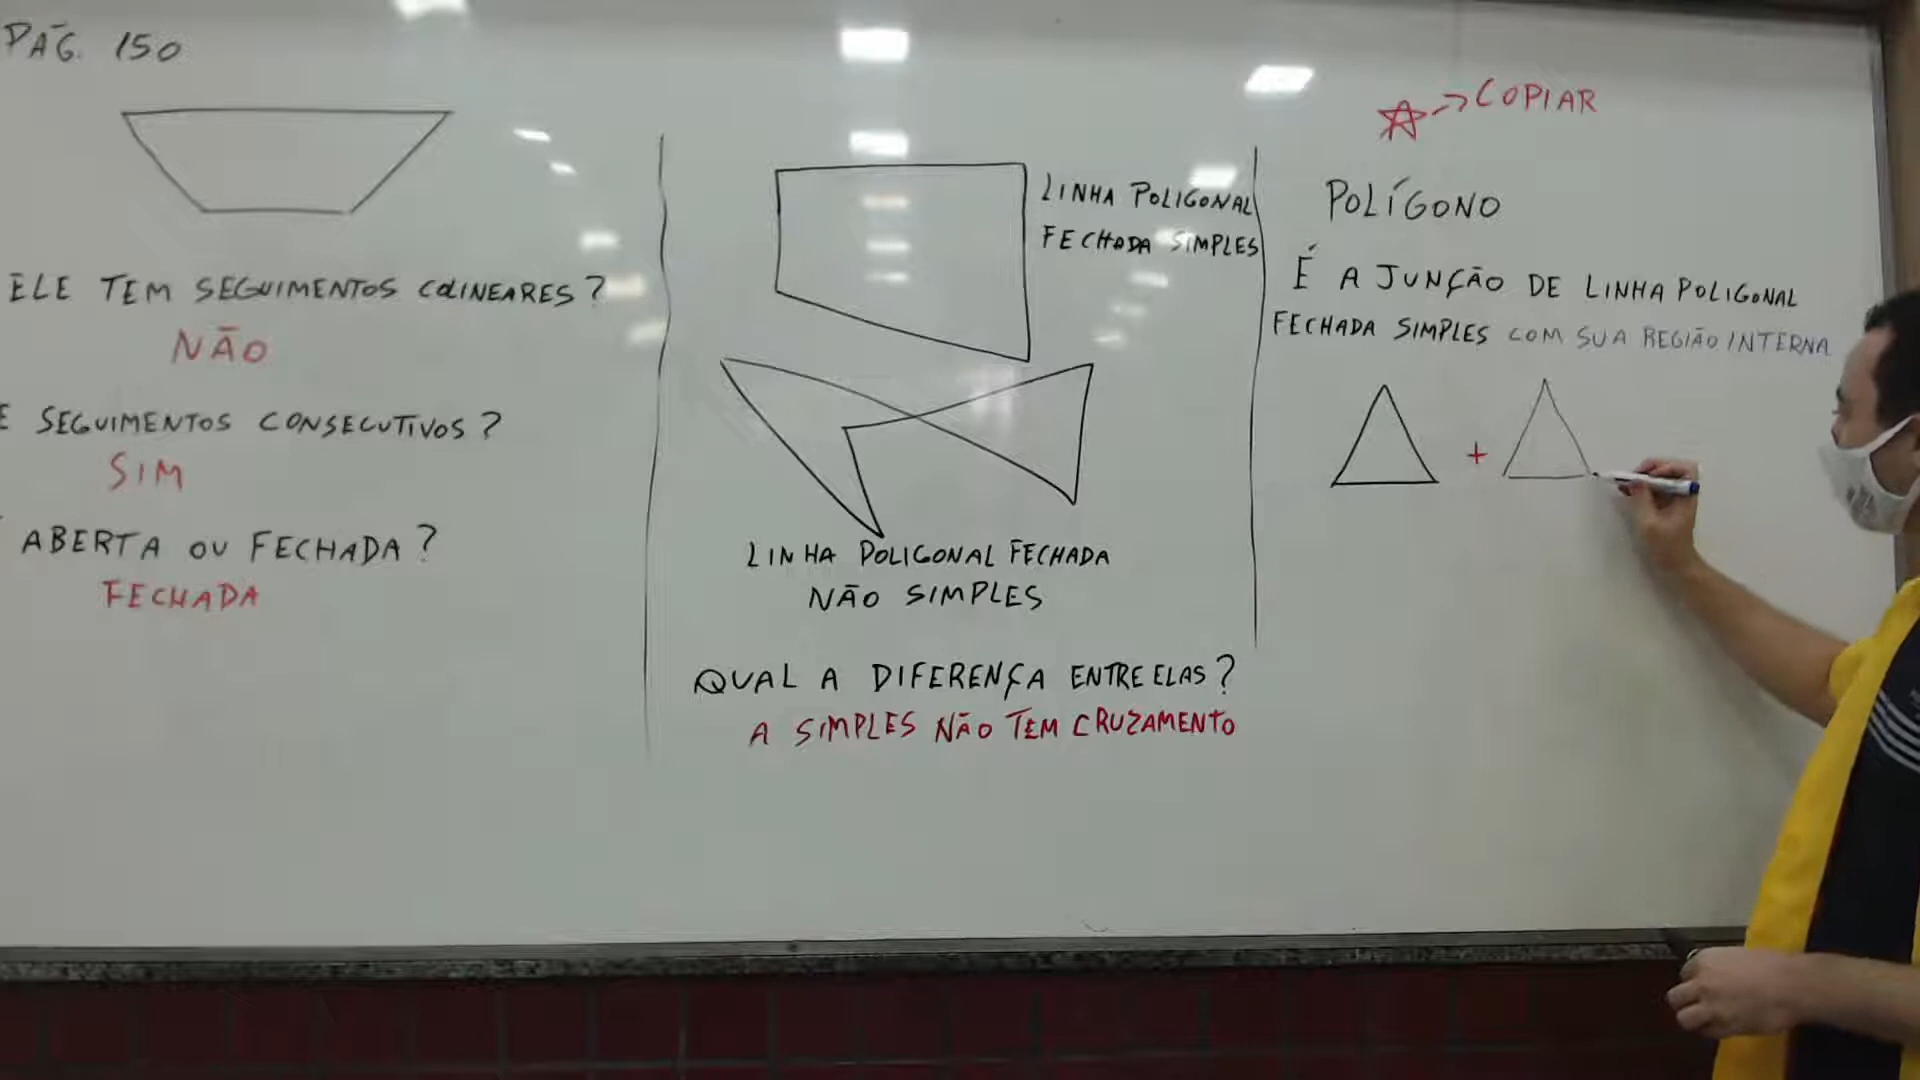 PÁG. 150
ELE TEM SEGUIMENTOS COLINEARES?
NÃO
E SEGUIMENTOS CONSECUTIVOS?
SIM
ABERTA OU FECHADA?
FECHADA
LINHA POLIGONAL
FECHADA SIMPLES
LINHA POLIGONAL FECHADA
NÃO SIMPLES
QUAL A DIFERENÇA ENTRE ELAS?
A SIMPLES NÃO TEM CRUZAMENTO
COPIAR
POLÍGONO
É A JUNÇÃO DE LINHA POLIGONAL
FECHADA SIMPLES COM SUA REGIÃO INTERNA
+